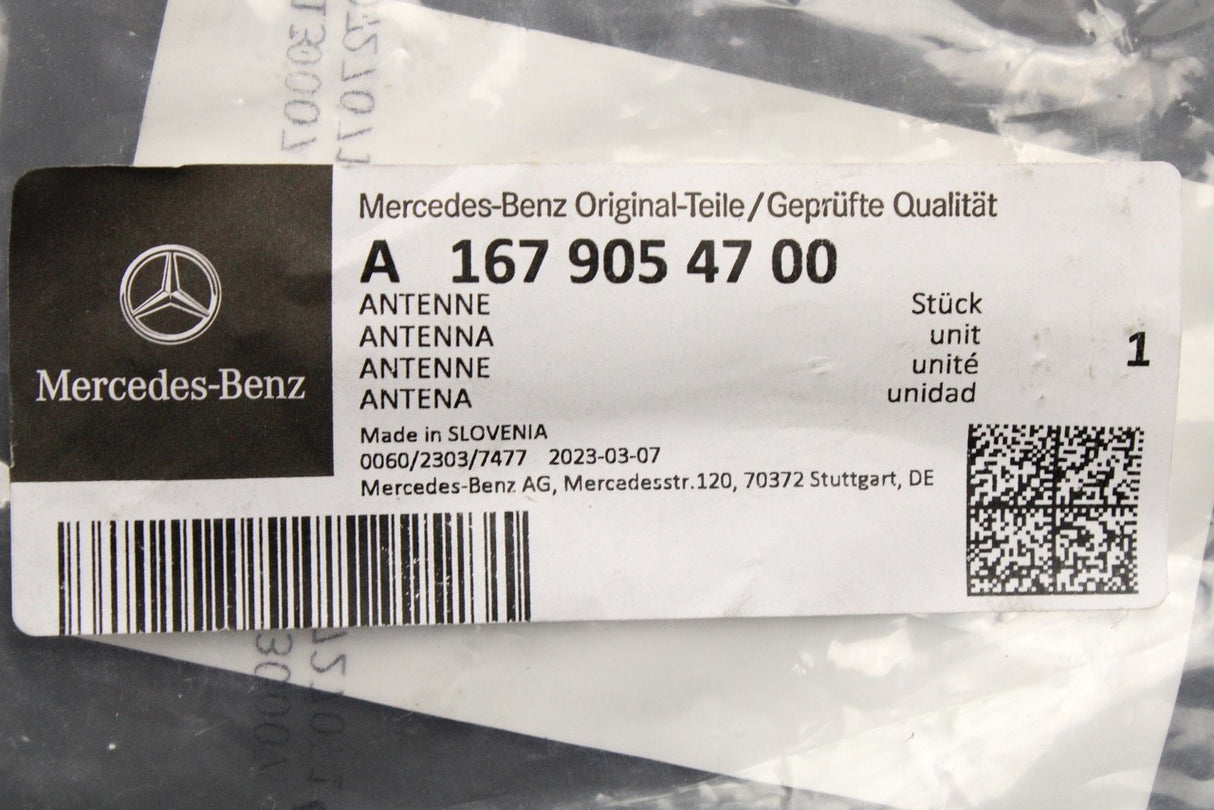 Mercedes-Benz
Mercedes-Benz Original-Teile/Geprüfte Qualität
A 167 905 47 00
ANTENNE Stück
ANTENNA unit
ANTENNE unité
ANTENA unidad
1
Made in SLOVENIA
0060/2303/7477 2023-03-07
Mercedes-Benz AG, Mercedesstr.120, 70372 Stuttgart, DE